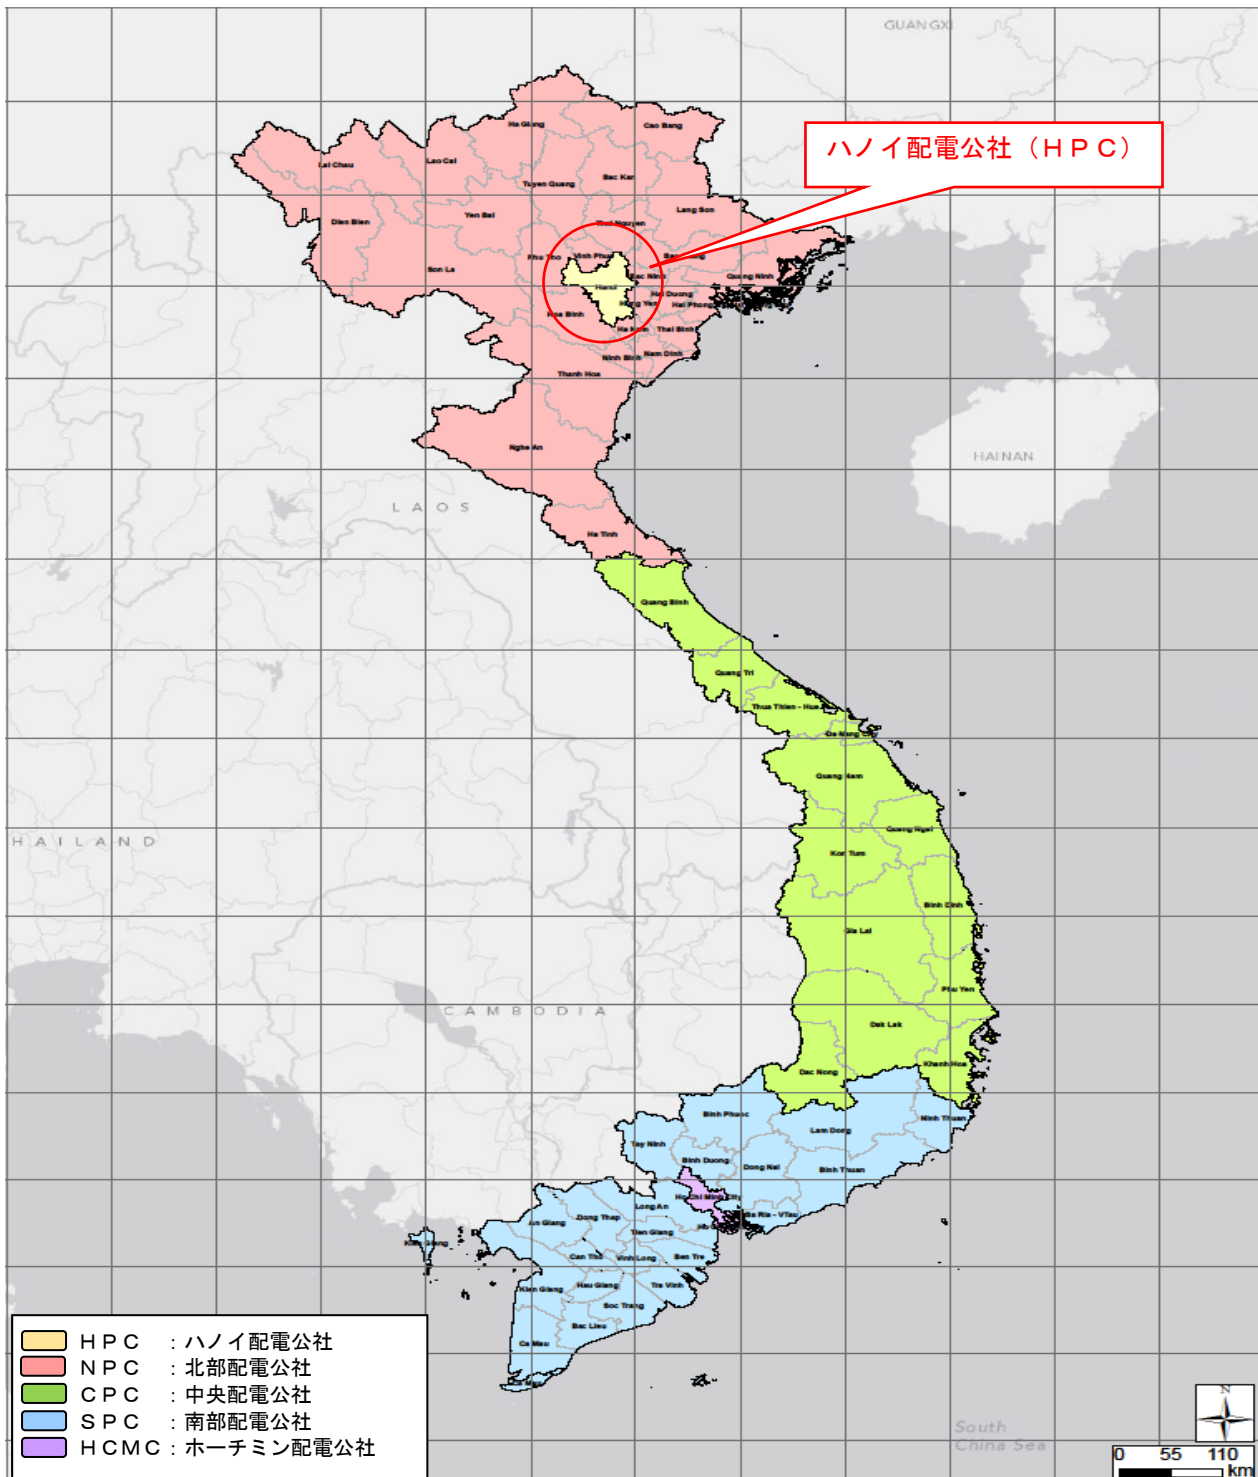 GUANGXI
ハノイ配電公社（ＨＰＣ）
Ha Giang
Cao Bang
Lai Chau
Lao Cai
Tuyen Quang
Bac Kan
Dien Bien
Yen Bai
Lang Son
Thai Nguyen
Son La
Phu Tho
Vinh Phuc
Bac Ninh
Quang Ninh
Hanoi
Hai Duong
Hung Yen
Hai Phong
Hoa Binh
Ha Nam
Thai Binh
Ninh Binh
Nam Dinh
Thanh Hoa
Nghe An
HAINAN
LAOS
Ha Tinh
Quang Binh
Quang Tri
Thua Thien - Hue
Da Nang City
Quang Nam
Quang Ngai
HAILAND
Kon Tum
Binh Dinh
Gia Lai
Phu Yen
CAMBODIA
Dak Lak
Khanh Hoa
Dac Nong
Binh Phuoc
Ninh Thuan
Lam Dong
Tay Ninh
Binh Duong
Dong Nai
Binh Thuan
Ho Chi Minh City
Long An
Ba Ria - VTau
An Giang
Dong Thap
Tien Giang
Kien Giang
Can Tho
Vinh Long
Ben Tre
Kien Giang
Hau Giang
Tra Vinh
Soc Trang
Bac Lieu
Ca Mau
ＨＰＣ ：ハノイ配電公社
ＮＰＣ ：北部配電公社
ＣＰＣ ：中央配電公社
ＳＰＣ ：南部配電公社
ＨＣＭＣ：ホーチミン配電公社
South
China Sea
N
0 55 110
km